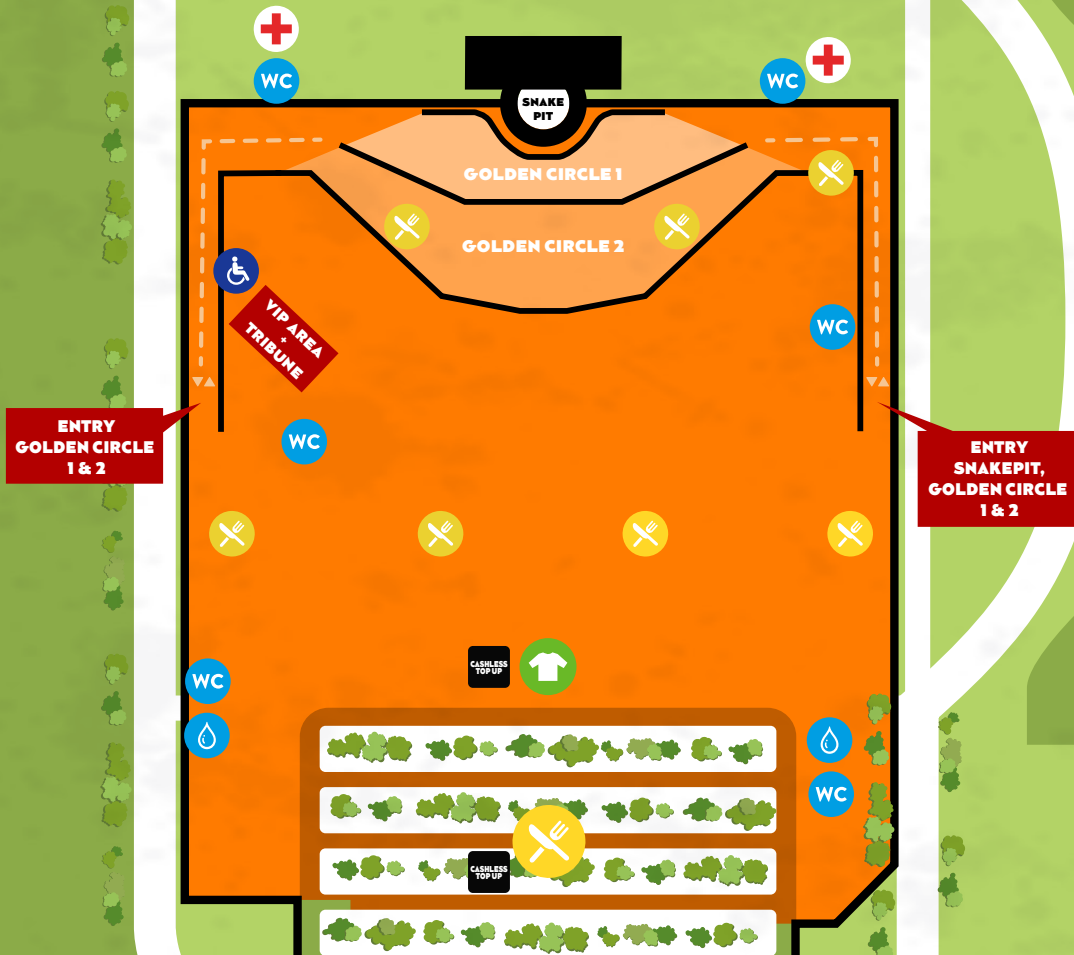 WC
WC
SNAKE
PIT
GOLDEN CIRCLE 1
GOLDEN CIRCLE 2
VIP AREA
+
TRIBUNE
WC
ENTRY
GOLDEN CIRCLE
1 & 2
WC
ENTRY
SNAKEPIT,
GOLDEN CIRCLE
1 & 2
CASHLESS
TOP UP
WC
WC
CASHLESS
TOP UP